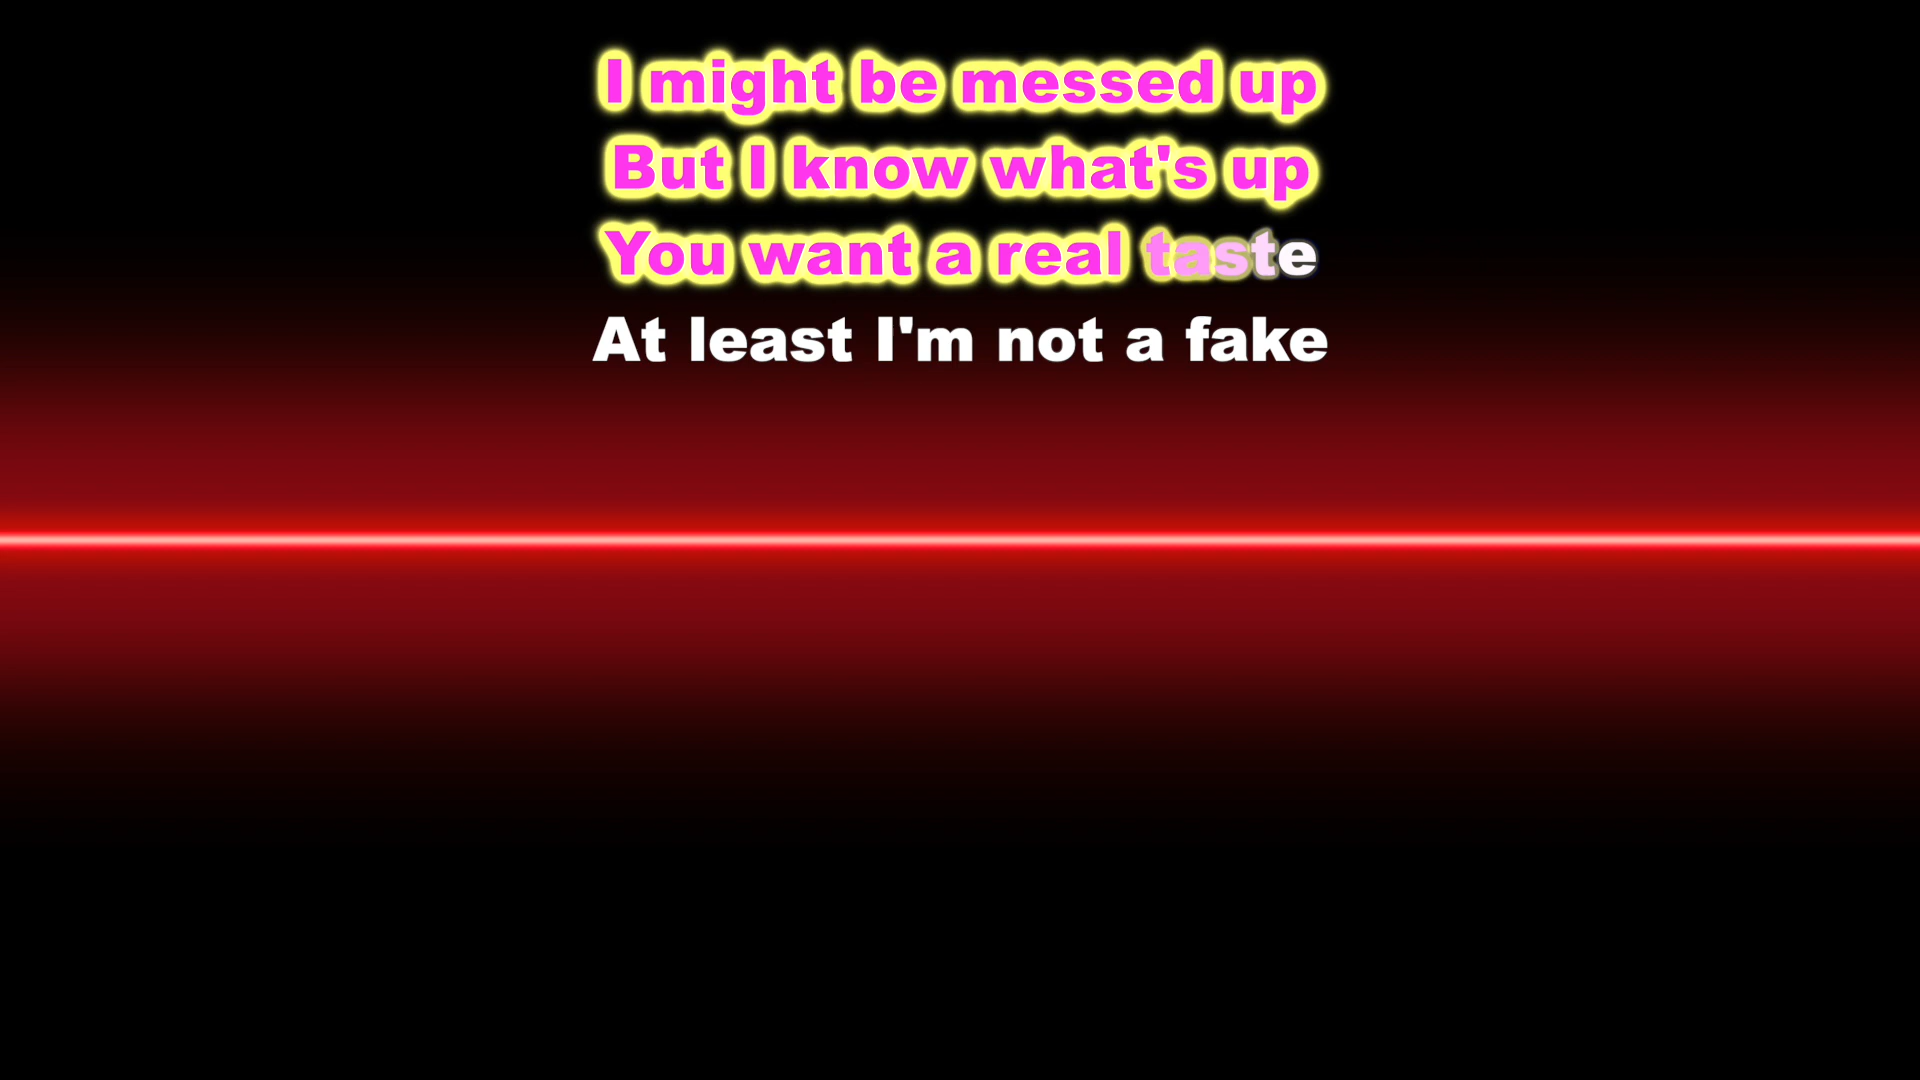 I might be messed up
But I know what's up
You want a real taste
At least I'm not a fake